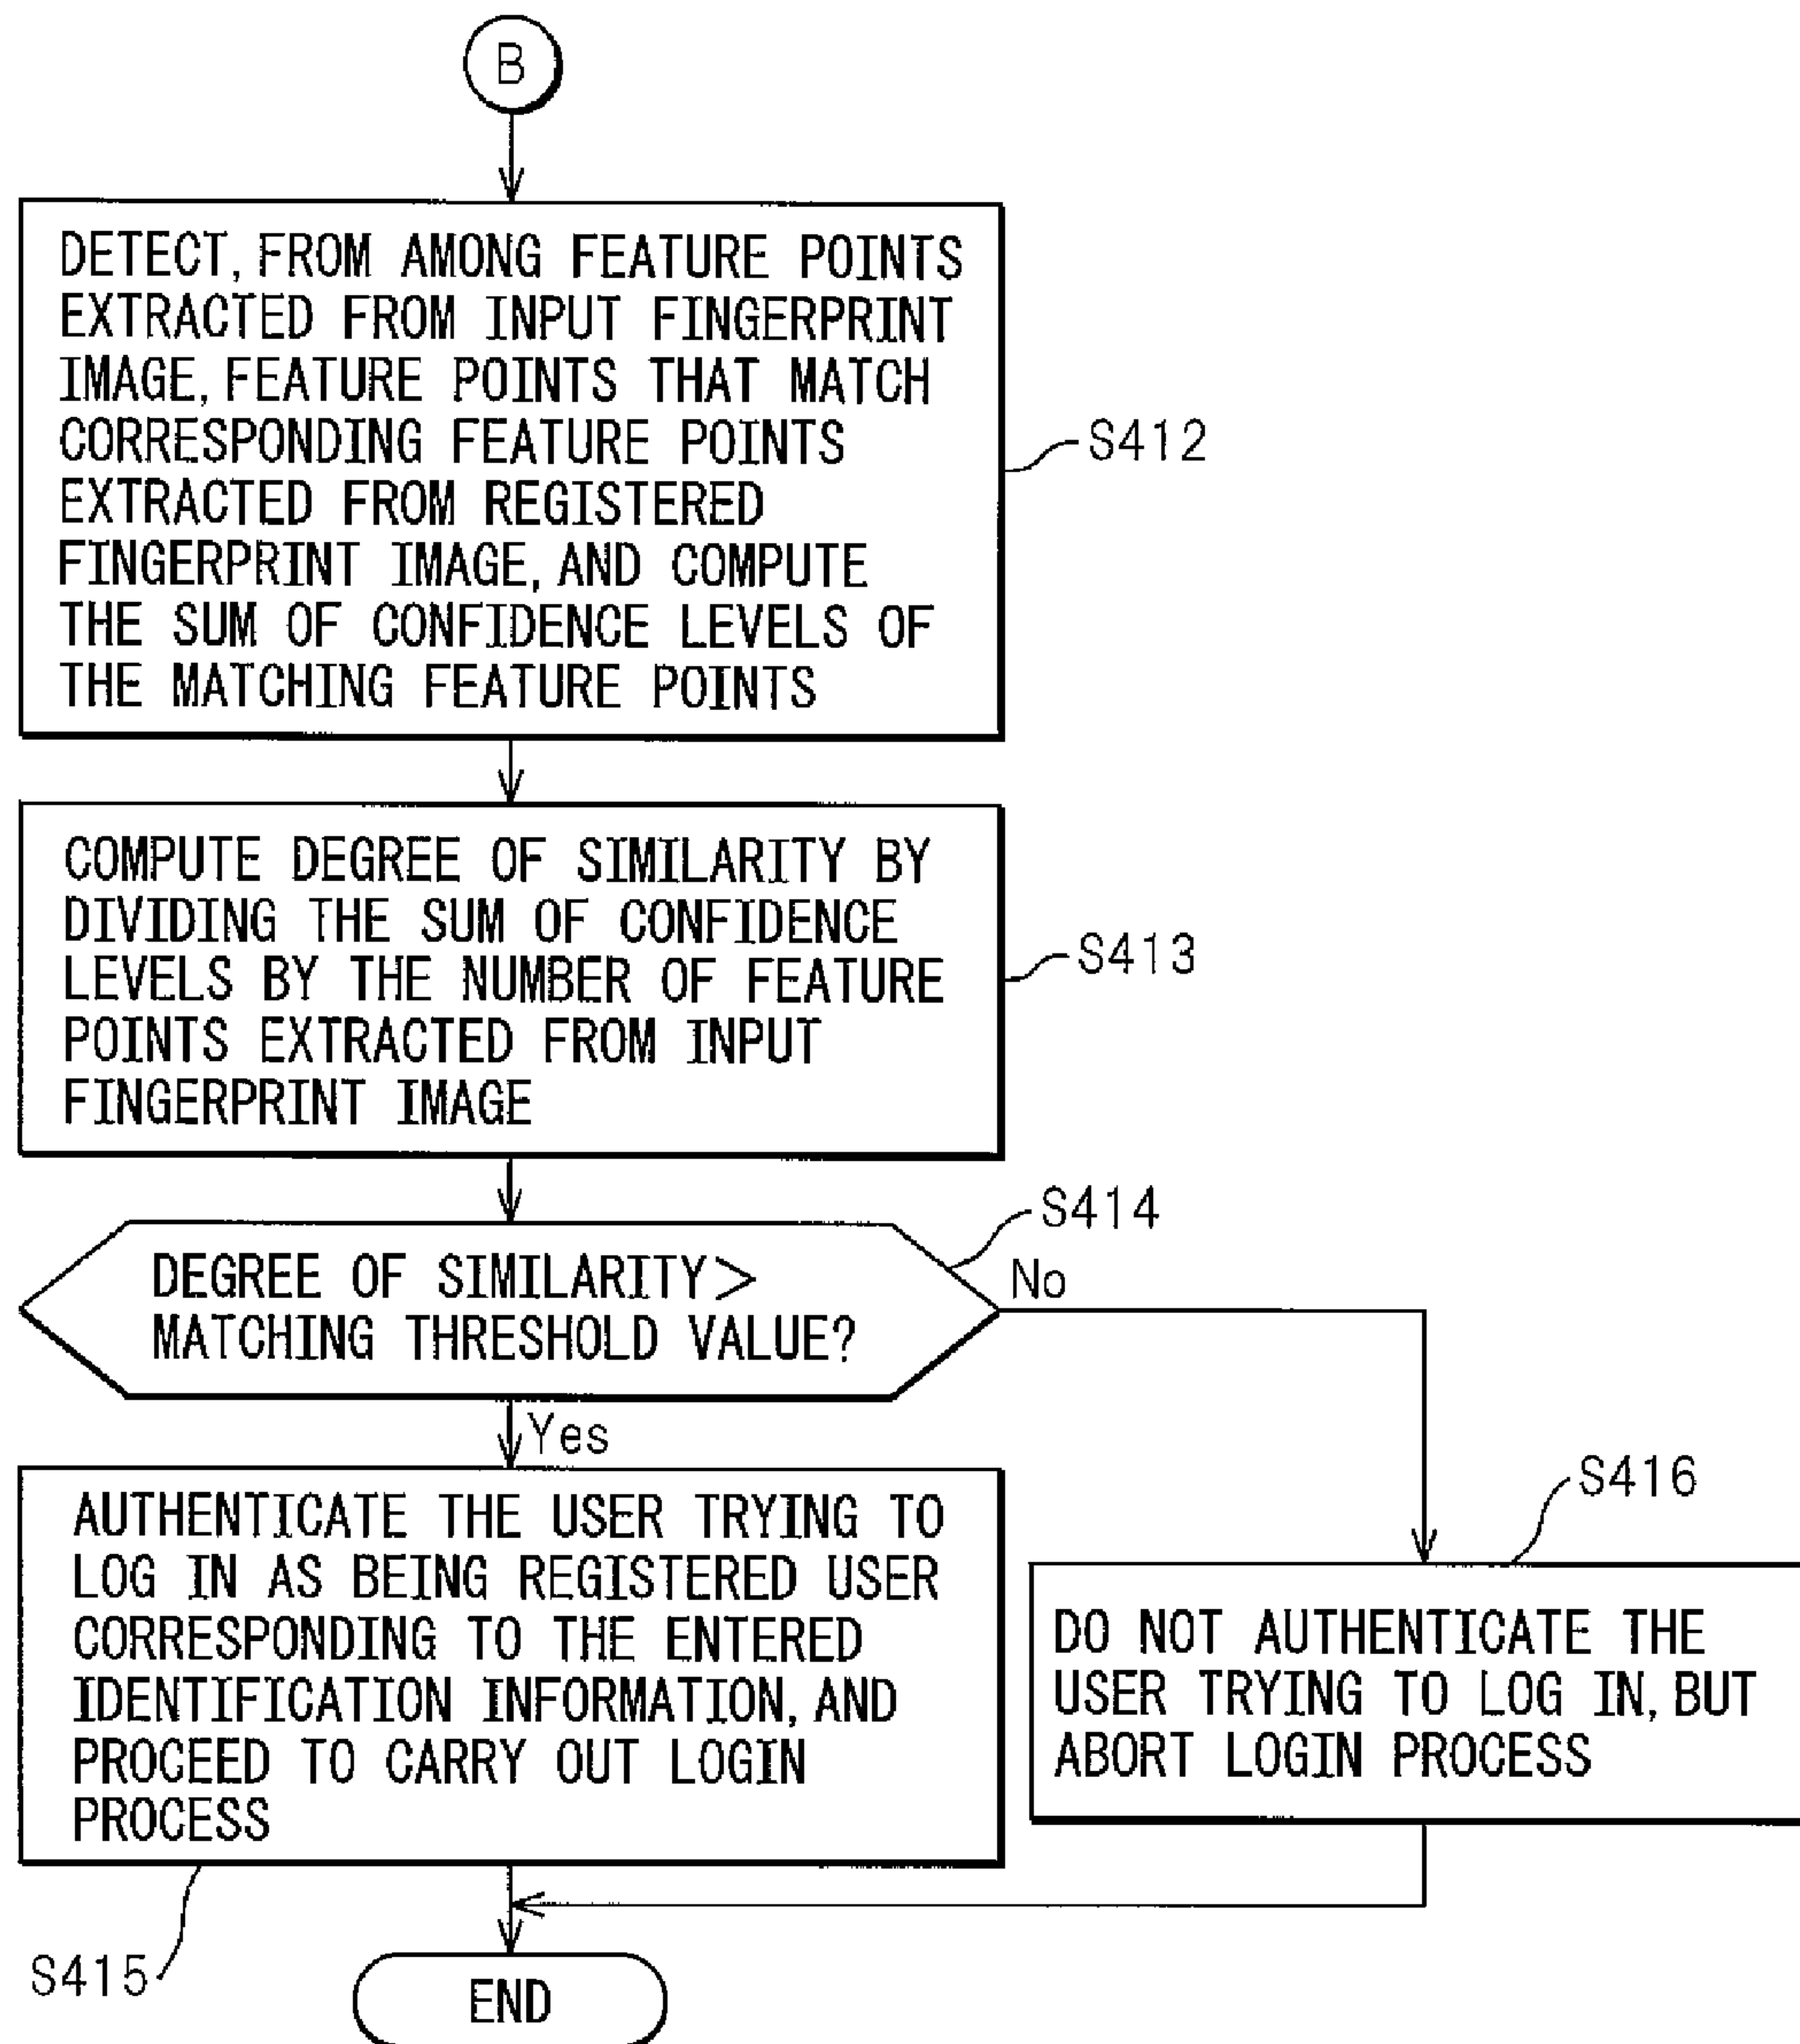 B
DETECT, FROM AMONG FEATURE POINTS
EXTRACTED FROM INPUT FINGERPRINT
IMAGE, FEATURE POINTS THAT MATCH
CORRESPONDING FEATURE POINTS
EXTRACTED FROM REGISTERED
FINGERPRINT IMAGE, AND COMPUTE
THE SUM OF CONFIDENCE LEVELS OF
THE MATCHING FEATURE POINTS
S412
COMPUTE DEGREE OF SIMILARITY BY
DIVIDING THE SUM OF CONFIDENCE
LEVELS BY THE NUMBER OF FEATURE
POINTS EXTRACTED FROM INPUT
FINGERPRINT IMAGE
S413
S414
DEGREE OF SIMILARITY>
MATCHING THRESHOLD VALUE?
No
Yes
AUTHENTICATE THE USER TRYING TO
LOG IN AS BEING REGISTERED USER
CORRESPONDING TO THE ENTERED
IDENTIFICATION INFORMATION, AND
PROCEED TO CARRY OUT LOGIN
PROCESS
S415
S416
DO NOT AUTHENTICATE THE
USER TRYING TO LOG IN, BUT
ABORT LOGIN PROCESS
END